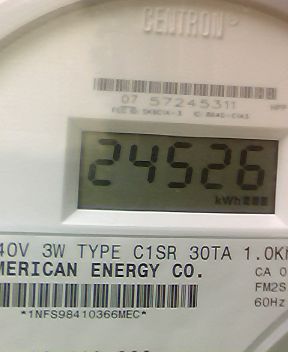 CENTRON
07 57245311
24526
kWh
40V 3W TYPE C1SR 30TA 1.0K
MERICAN ENERGY CO.
CA 0
FM2S
60Hz
*1NFS98410366MEC*